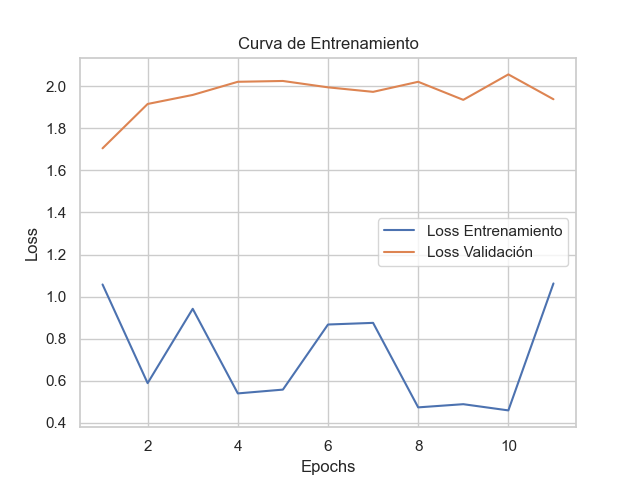 Curva de Entrenamiento
2.0
1.8
1.6
1.4
1.2
1.0
0.8
0.6
0.4
Loss
Loss Entrenamiento
Loss Validación
2 4 6 8 10
Epochs